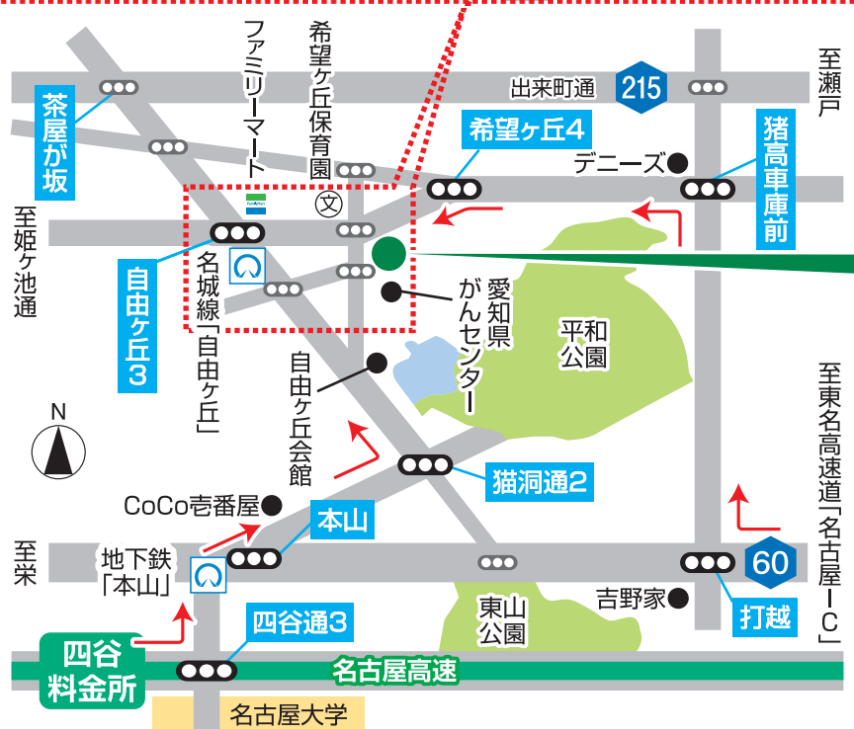 ファミリーマート
希望ヶ丘保育園
出来町通
215
至瀬戸
茶屋が坂
希望ヶ丘4
デニーズ
猪高車庫前
文
至姫ヶ池通
自由ヶ丘3
名城線「自由ヶ丘」
愛知県
がんセンター
平和
公園
自由ヶ丘会館
至東名高速道「名古屋IC」
N
猫洞通2
CoCo壱番屋
本山
至栄
地下鉄
「本山」
60
四谷通3
東山
公園
吉野家
打越
四谷
料金所
名古屋高速
名古屋大学